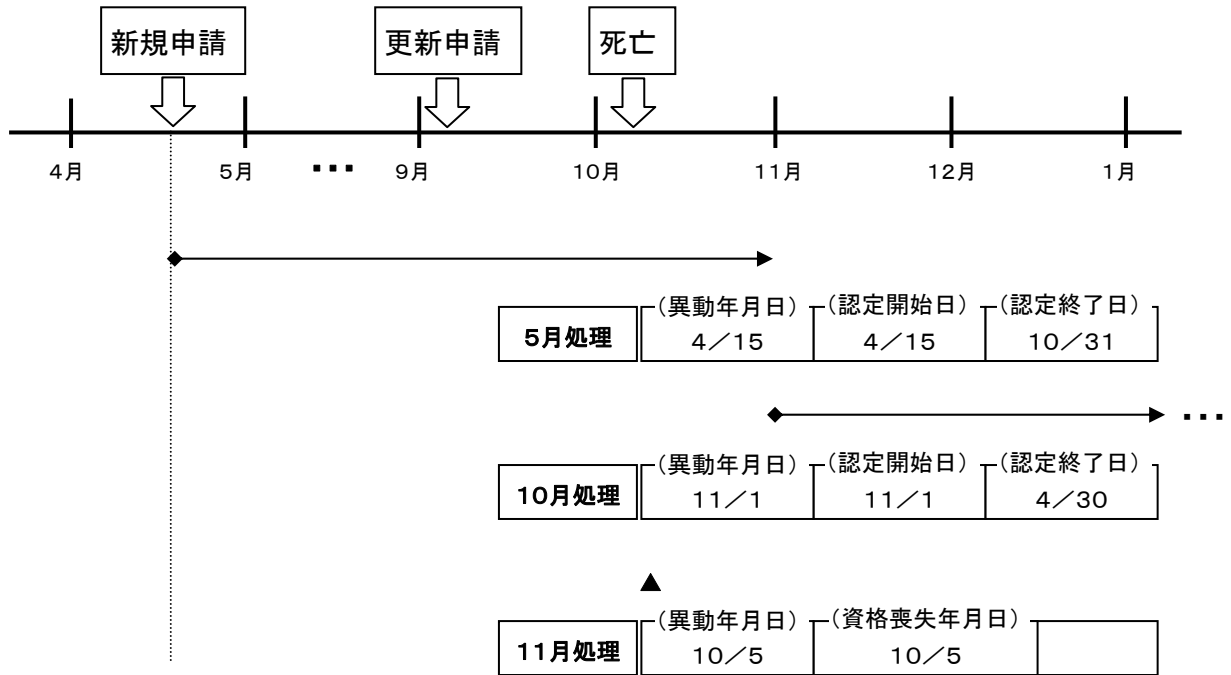 新規申請 更新申請 死亡
4月 5月 ・・・ 9月 10月 11月 12月 1月
(異動年月日) (認定開始日) (認定終了日)
5月処理 4／15 4／15 10／31
・・・
(異動年月日) (認定開始日) (認定終了日)
10月処理 11／1 11／1 4／30
▲
(異動年月日) (資格喪失年月日)
11月処理 10／5 10／5